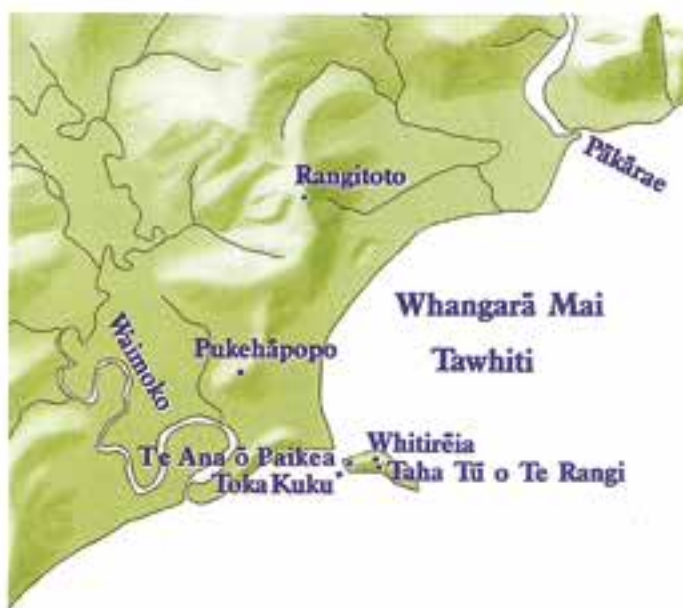 Pākārae
Rangitoto
Whangarā Mai
Tawhiti
Waimoko
Pukehāpopo
Whitirēia
Te Ana ō Paikea
Taha Tū o Te Rangi
Toka Kuku